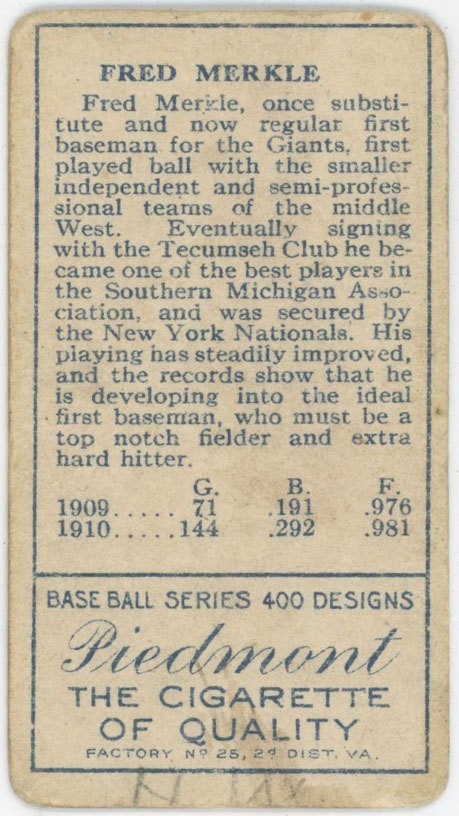 FRED MERKLE
Fred Merkle, once substi-
tute and now regular first
baseman for the Giants, first
played ball with the smaller
independent and semi-profes-
sional teams of the middle
West. Eventually signing
with the Tecumseh Club he be-
came one of the best players in
the Southern Michigan Asso-
ciation, and was secured by
the New York Nationals. His
playing has steadily improved,
and the records show that he
is developing into the ideal
first baseman, who must be a
top notch fielder and extra
hard hitter.
G. B. F.
1909..... 71 .191 .976
1910.....144 .292 .981
BASE BALL SERIES 400 DESIGNS
Piedmont
THE CIGARETTE
OF QUALITY
FACTORY Nº 25, 2d DIST. VA.